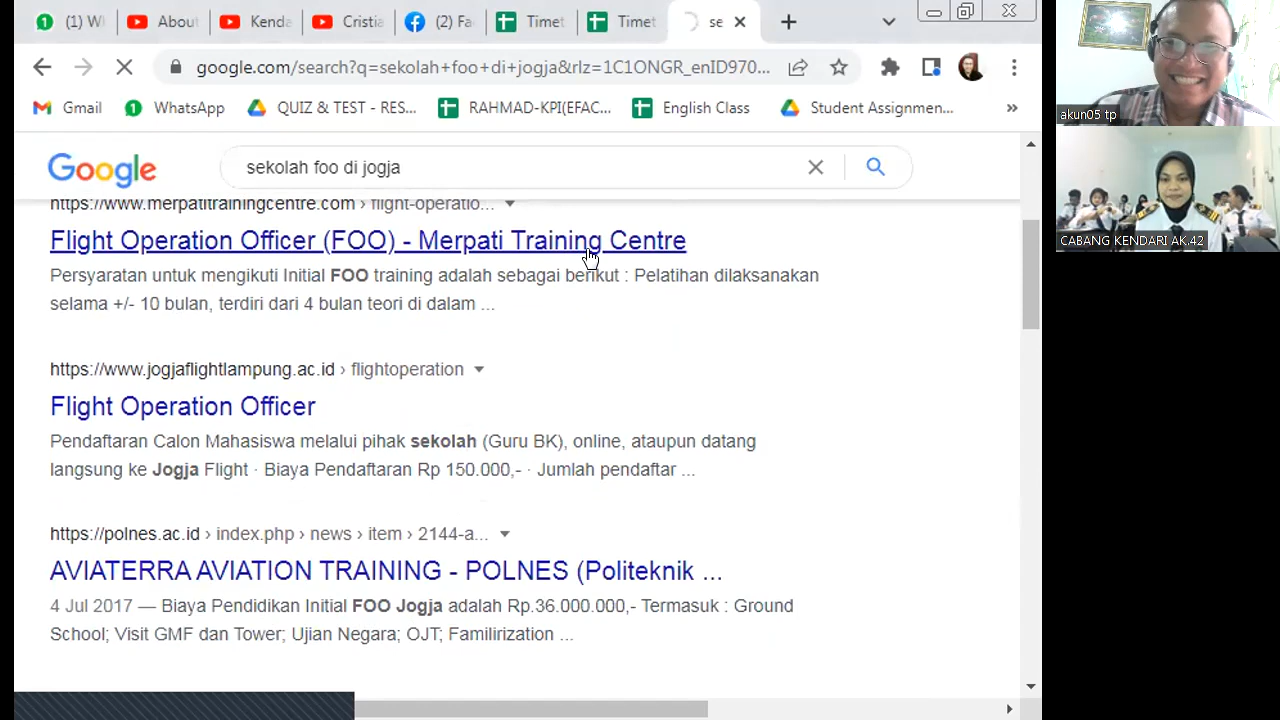 (1) W
About
Kenda
Cristia
(2) Fa
Timet
Timet
se
google.com/search?q=sekolah+foo+di+jogja&rlz=1C1ONGR_enID970...
Gmail
WhatsApp
QUIZ & TEST - RES...
RAHMAD-KPI(EFAC...
English Class
Student Assignmen...
»
Google
sekolah foo di jogja
https://www.merpatitrainingcentre.com › flight-operatio...
Flight Operation Officer (FOO) - Merpati Training Centre
Persyaratan untuk mengikuti Initial FOO training adalah sebagai berikut : Pelatihan dilaksanakan
selama +/- 10 bulan, terdiri dari 4 bulan teori di dalam ...
https://www.jogjaflightlampung.ac.id › flightoperation
Flight Operation Officer
Pendaftaran Calon Mahasiswa melalui pihak sekolah (Guru BK), online, ataupun datang
langsung ke Jogja Flight · Biaya Pendaftaran Rp 150.000,- · Jumlah pendaftar ...
https://polnes.ac.id › index.php › news › item › 2144-a...
AVIATERRA AVIATION TRAINING - POLNES (Politeknik ...
4 Jul 2017 — Biaya Pendidikan Initial FOO Jogja adalah Rp.36.000.000,- Termasuk : Ground
School; Visit GMF dan Tower; Ujian Negara; OJT; Familirization ...
akun05 tp
CABANG KENDARI AK.42